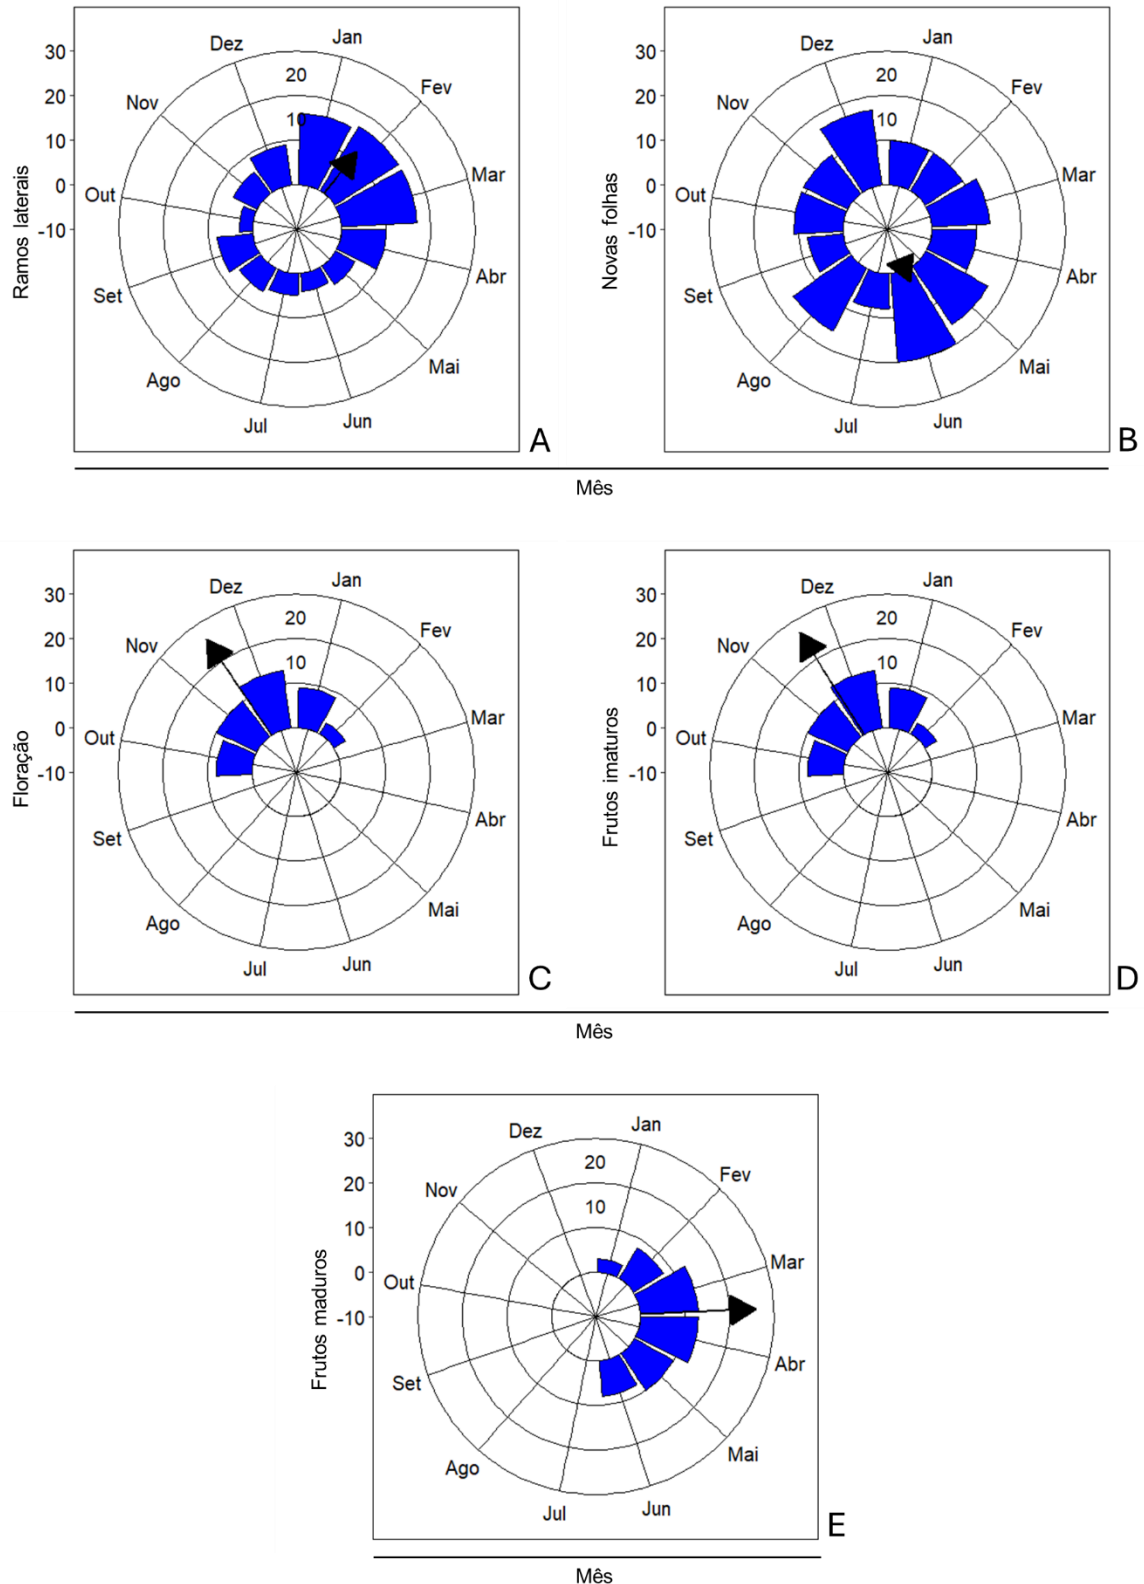 Ramos laterais
30
20
10
0
-10
20
10
Jan
Fev
Mar
Abr
Mai
Jun
Jul
Ago
Set
Out
Nov
Dez
A
Novas folhas
30
20
10
0
-10
20
10
Jan
Fev
Mar
Abr
Mai
Jun
Jul
Ago
Set
Out
Nov
Dez
B
Mês
Floração
30
20
10
0
-10
20
10
Jan
Fev
Mar
Abr
Mai
Jun
Jul
Ago
Set
Out
Nov
Dez
C
Frutos imaturos
30
20
10
0
-10
20
10
Jan
Fev
Mar
Abr
Mai
Jun
Jul
Ago
Set
Out
Nov
Dez
D
Mês
Frutos maduros
30
20
10
0
-10
20
10
Jan
Fev
Mar
Abr
Mai
Jun
Jul
Ago
Set
Out
Nov
Dez
E
Mês